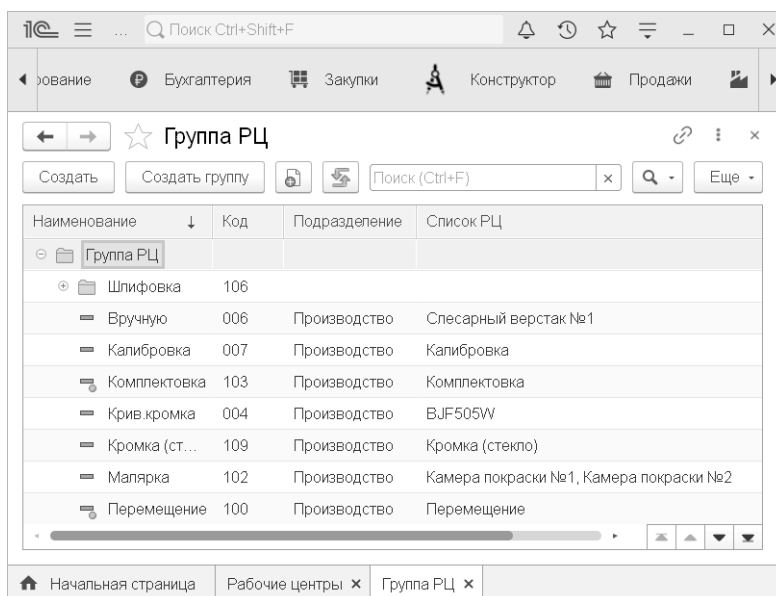 1С ... Поиск Ctrl+Shift+F
рование Бухгалтерия Закупки Конструктор Продажи
Группа РЦ
Создать Создать группу Поиск (Ctrl+F) Еще
Наименование Код Подразделение Список РЦ
Группа РЦ
Шлифовка 106
Вручную 006 Производство Слесарный верстак №1
Калибровка 007 Производство Калибровка
Комплектовка 103 Производство Комплектовка
Крив.кромка 004 Производство BJF505W
Кромка (ст... 109 Производство Кромка (стекло)
Малярка 102 Производство Камера покраски №1, Камера покраски №2
Перемещение 100 Производство Перемещение
Начальная страница Рабочие центры Группа РЦ